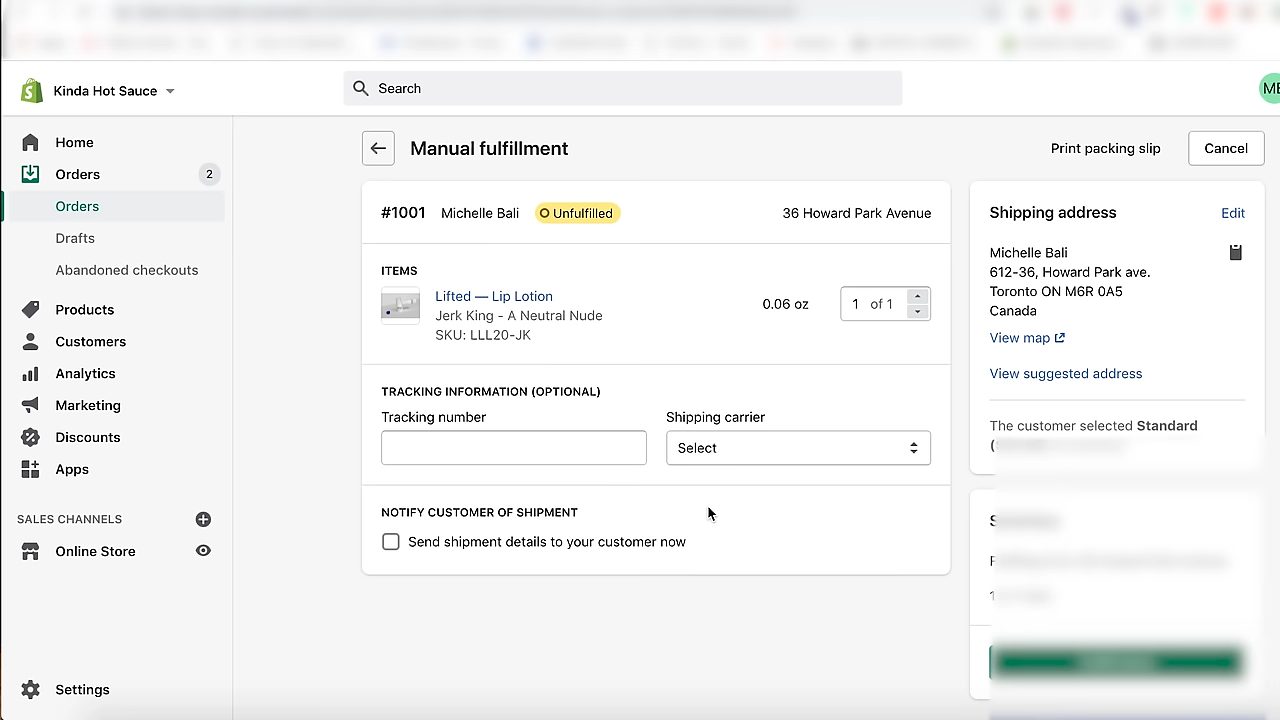 Kinda Hot Sauce
Search
ME
Home
Orders 2
Orders
Drafts
Abandoned checkouts
Products
Customers
Analytics
Marketing
Discounts
Apps
SALES CHANNELS
Online Store
Settings
Manual fulfillment
Print packing slip
Cancel
#1001 Michelle Bali Unfulfilled 36 Howard Park Avenue
ITEMS
Lifted — Lip Lotion
Jerk King - A Neutral Nude
SKU: LLL20-JK
0.06 oz
1 of 1
TRACKING INFORMATION (OPTIONAL)
Tracking number Shipping carrier
Select
NOTIFY CUSTOMER OF SHIPMENT
Send shipment details to your customer now
Shipping address Edit
Michelle Bali
612-36, Howard Park ave.
Toronto ON M6R 0A5
Canada
View map
View suggested address
The customer selected Standard